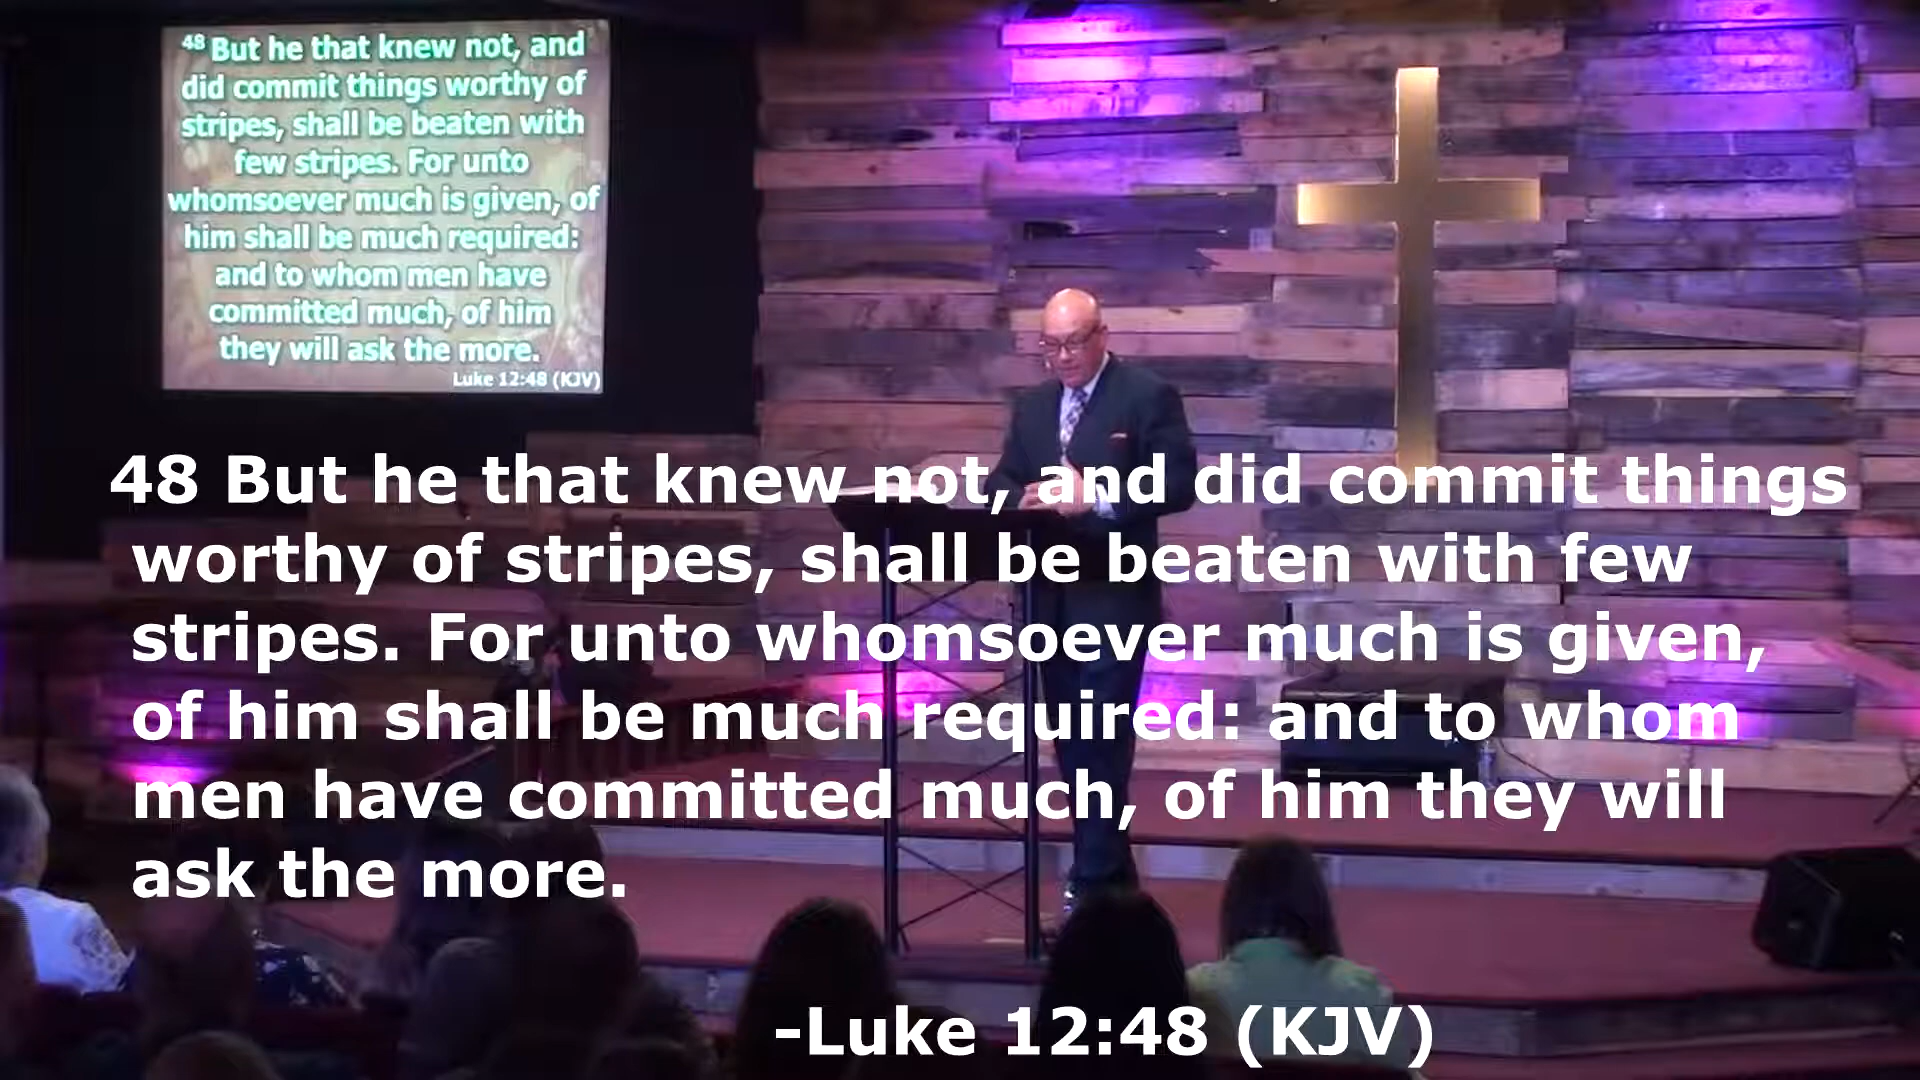 48 But he that knew not, and
did commit things worthy of
stripes, shall be beaten with
few stripes. For unto
whomsoever much is given, of
him shall be much required:
and to whom men have
committed much, of him
they will ask the more.
Luke 12:48 (KJV)
48 But he that knew not, and did commit things
worthy of stripes, shall be beaten with few
stripes. For unto whomsoever much is given,
of him shall be much required: and to whom
men have committed much, of him they will
ask the more.
-Luke 12:48 (KJV)